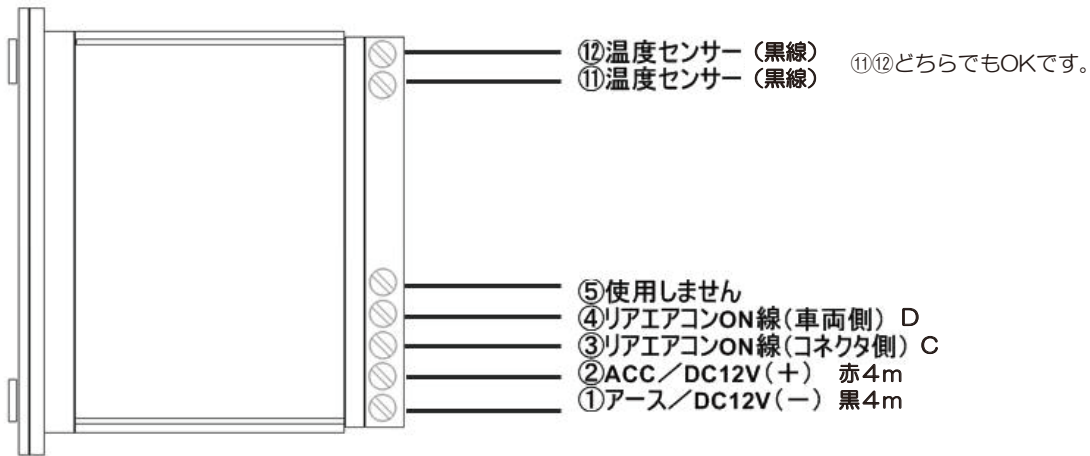 ⑫温度センサー（黒線）
⑪温度センサー（黒線）
⑪⑫どちらでもOKです。
⑤使用しません
④リアエアコンON線（車両側） D
③リアエアコンON線（コネクタ側） C
②ACC／DC12V（＋） 赤4m
①アース／DC12V（－） 黒4m